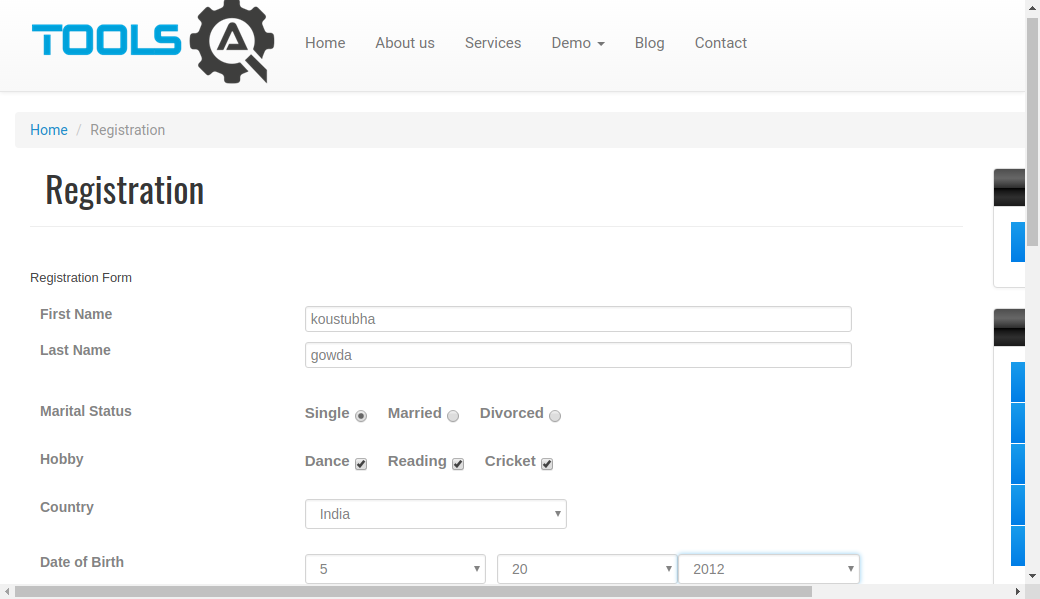 TOOLS QA
Home About us Services Demo Blog Contact
Home / Registration
Registration
Registration Form
First Name koustubha
Last Name gowda
Marital Status Single Married Divorced
Hobby Dance Reading Cricket
Country India
Date of Birth 5 20 2012